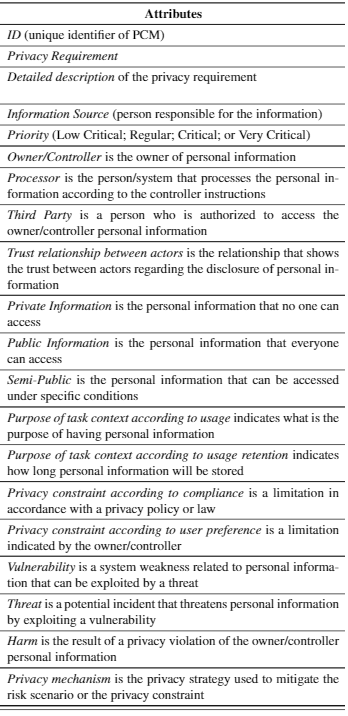 Attributes
ID (unique identifier of PCM)
Privacy Requirement
Detailed description of the privacy requirement
Information Source (person responsible for the information)
Priority (Low Critical; Regular; Critical; or Very Critical)
Owner/Controller is the owner of personal information
Processor is the person/system that processes the personal in-
formation according to the controller instructions
Third Party is a person who is authorized to access the
owner/controller personal information
Trust relationship between actors is the relationship that shows
the trust between actors regarding the disclosure of personal in-
formation
Private Information is the personal information that no one can
access
Public Information is the personal information that everyone
can access
Semi-Public is the personal information that can be accessed
under specific conditions
Purpose of task context according to usage indicates what is the
purpose of having personal information
Purpose of task context according to usage retention indicates
how long personal information will be stored
Privacy constraint according to compliance is a limitation in
accordance with a privacy policy or law
Privacy constraint according to user preference is a limitation
indicated by the owner/controller
Vulnerability is a system weakness related to personal informa-
tion that can be exploited by a threat
Threat is a potential incident that threatens personal information
by exploiting a vulnerability
Harm is the result of a privacy violation of the owner/controller
personal information
Privacy mechanism is the privacy strategy used to mitigate the
risk scenario or the privacy constraint